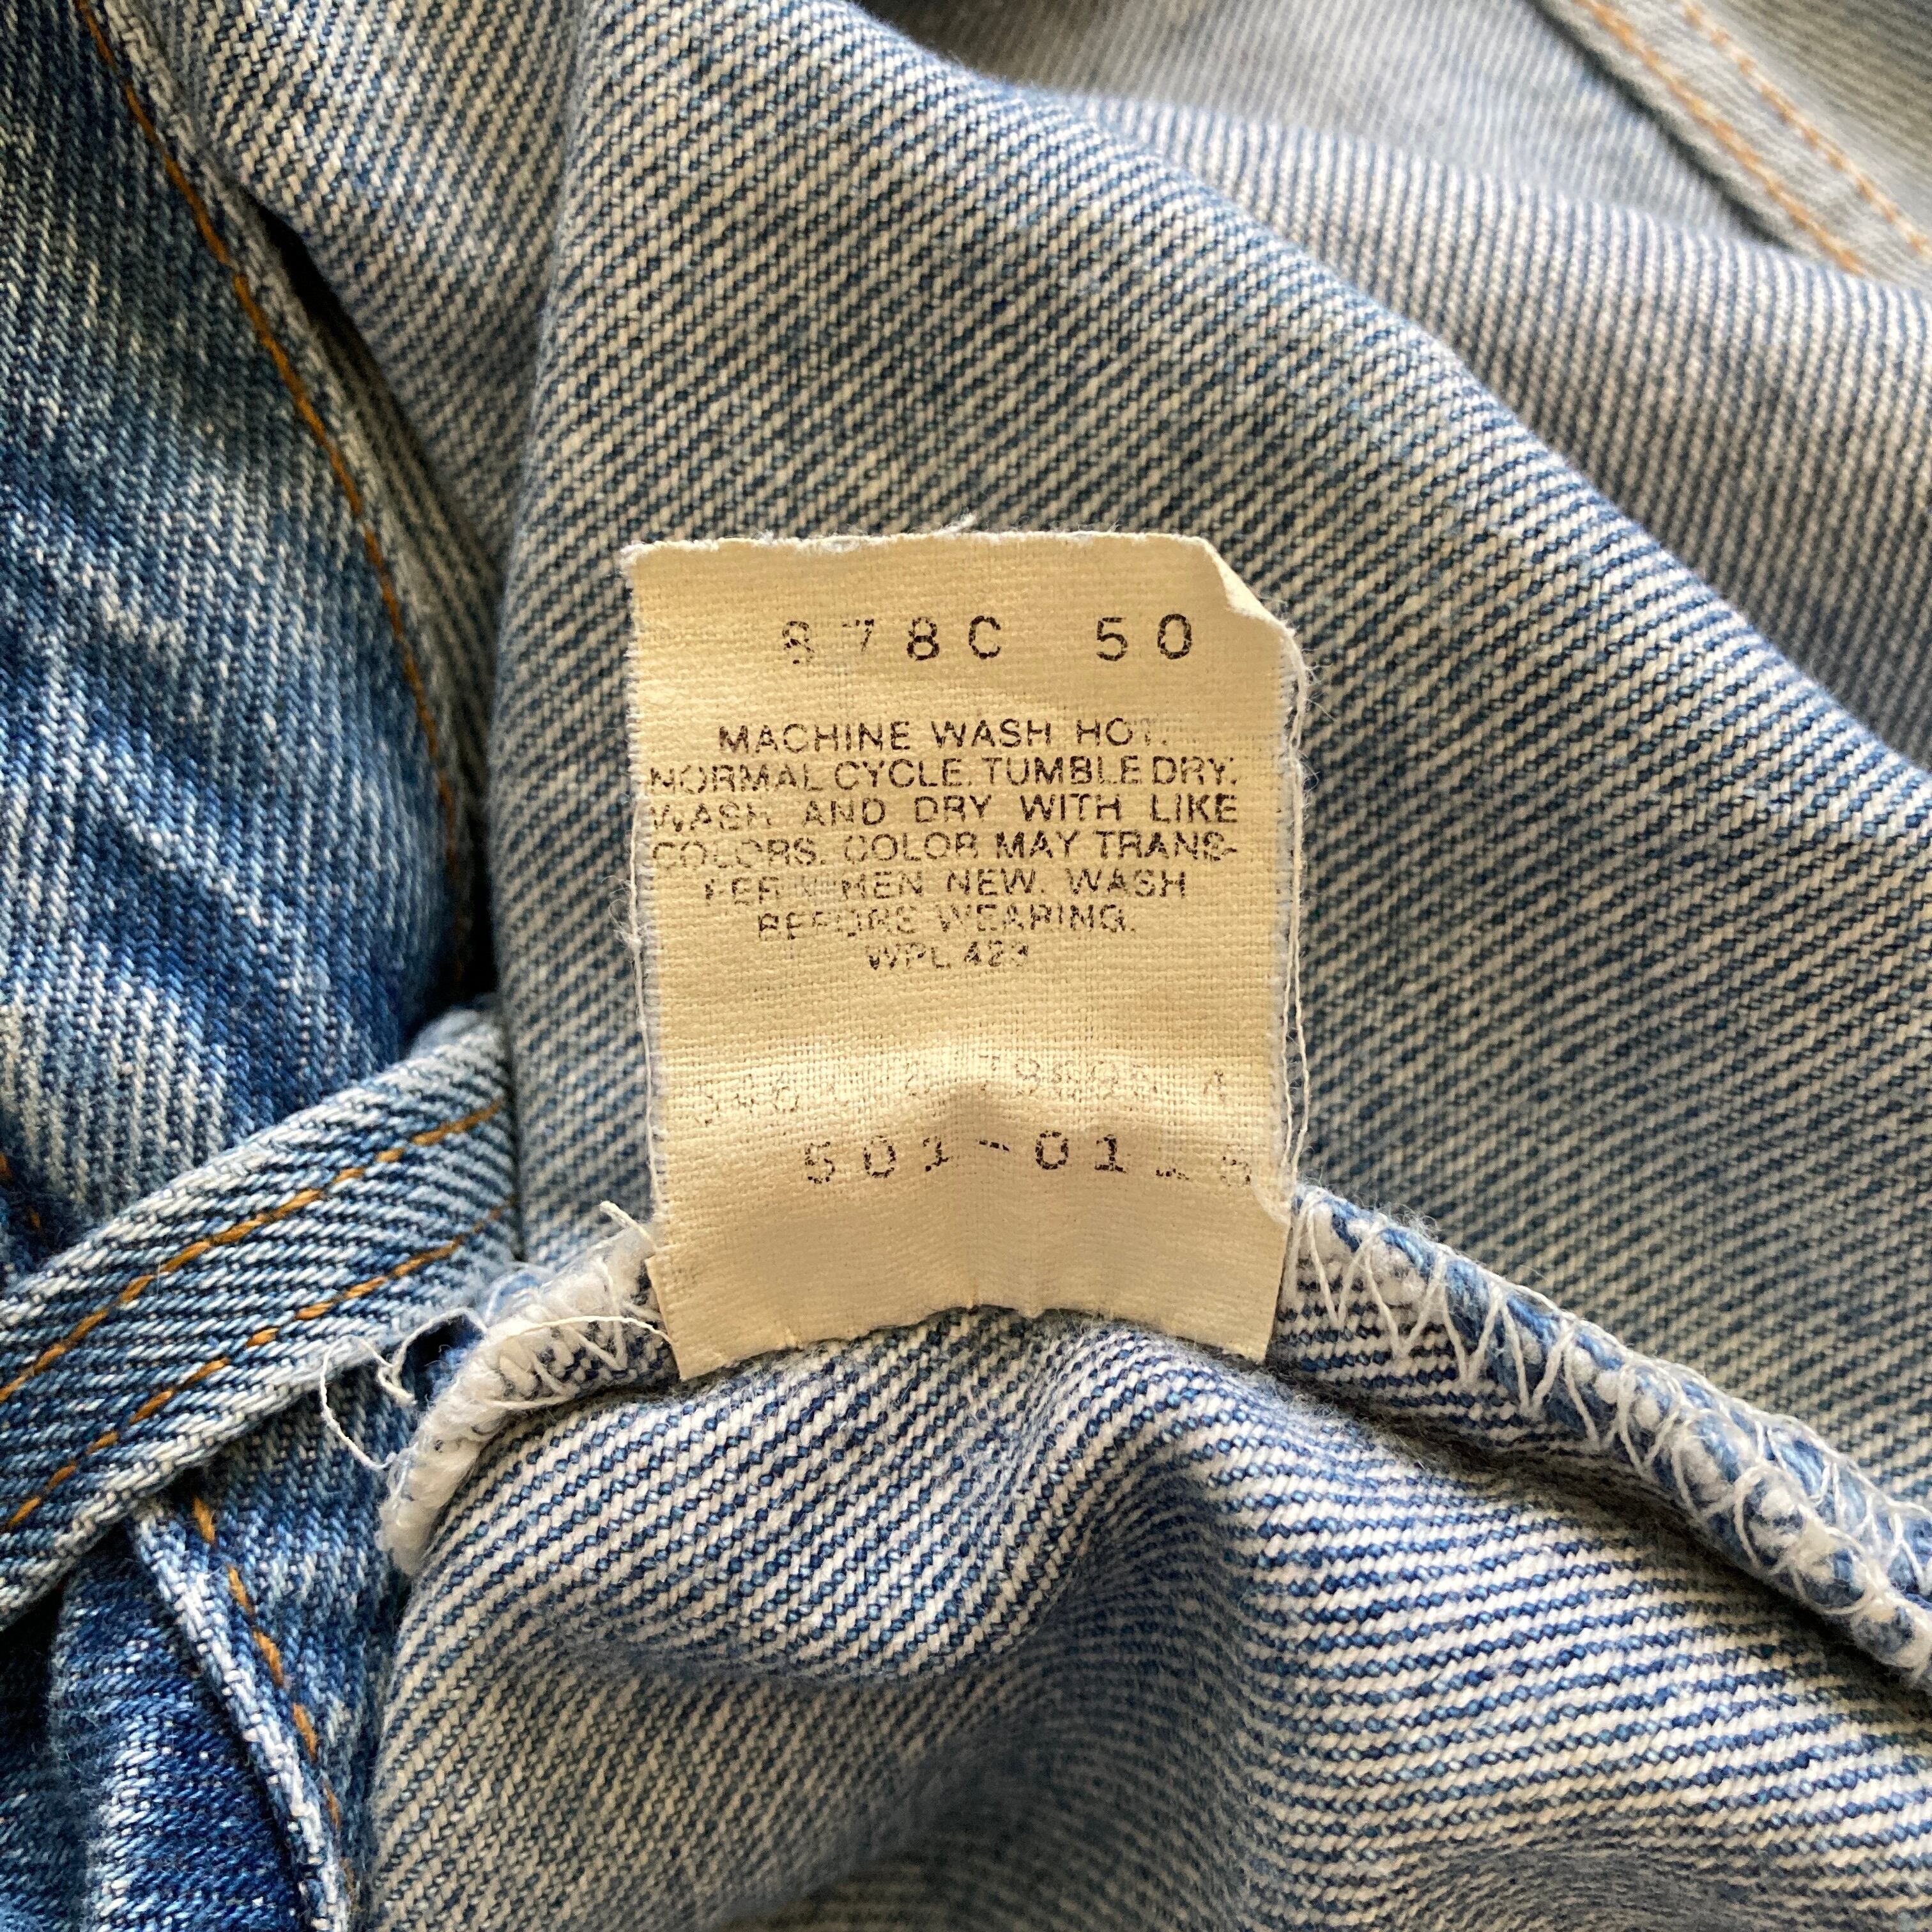 878C 50
MACHINE WASH HOT.
NORMAL CYCLE. TUMBLE DRY.
WASH AND DRY WITH LIKE
COLORS. COLOR MAY TRANS-
FER WHEN NEW. WASH
BEFORE WEARING.
WPL 423